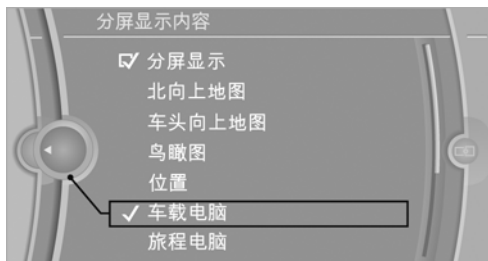 分屏显示内容
分屏显示
北向上地图
车头向上地图
鸟瞰图
位置
车载电脑
旅程电脑